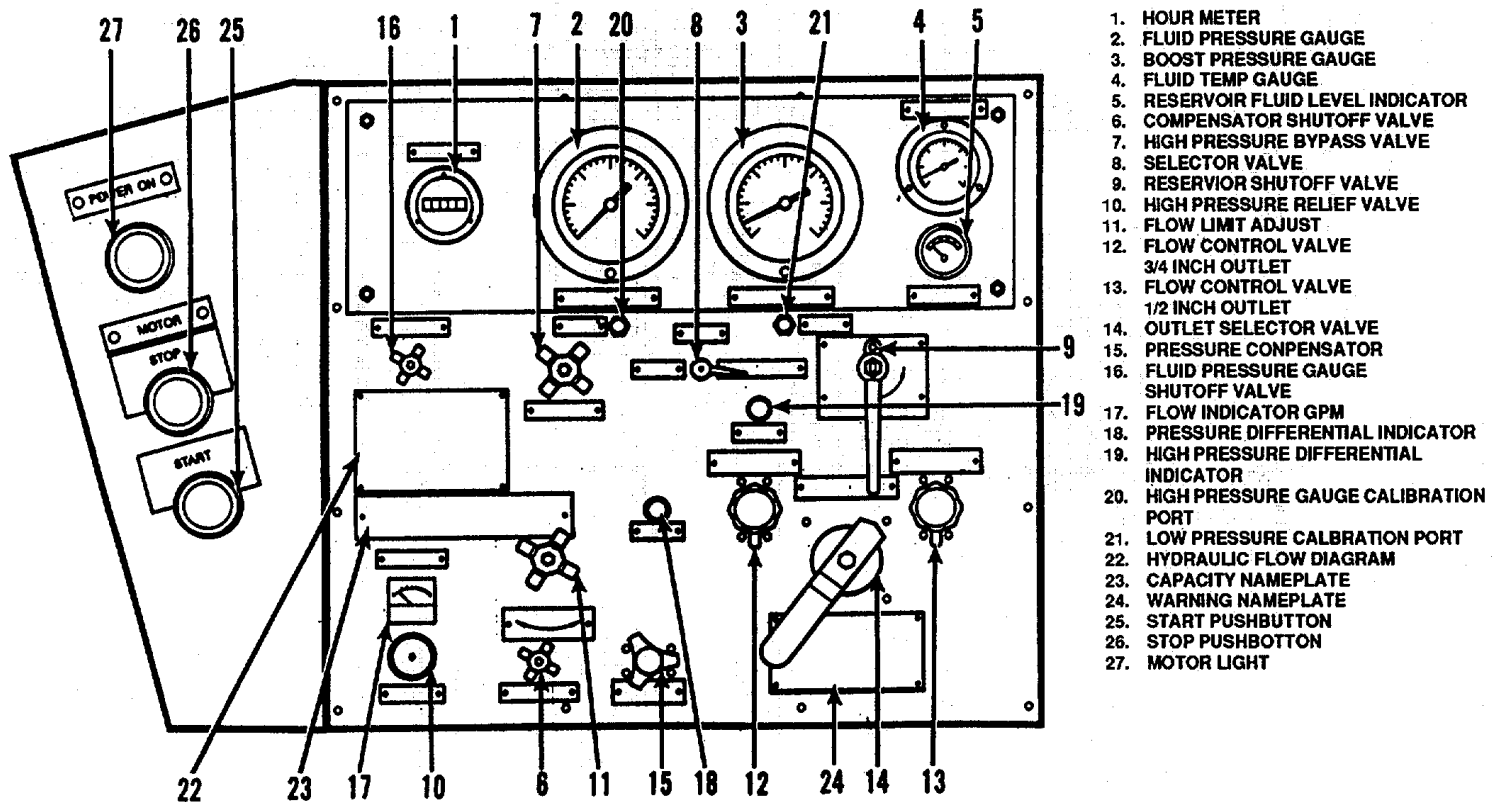 27 26 25 16 1 7 2 20 8 3 21 4 5
POWER ON
MOTOR
STOP
START
9
19
22 23 17 10 6 11 15 18 12 24 14 13
1. HOUR METER
2. FLUID PRESSURE GAUGE
3. BOOST PRESSURE GAUGE
4. FLUID TEMP GAUGE
5. RESERVOIR FLUID LEVEL INDICATOR
6. COMPENSATOR SHUTOFF VALVE
7. HIGH PRESSURE BYPASS VALVE
8. SELECTOR VALVE
9. RESERVIOR SHUTOFF VALVE
10. HIGH PRESSURE RELIEF VALVE
11. FLOW LIMIT ADJUST
12. FLOW CONTROL VALVE
3/4 INCH OUTLET
13. FLOW CONTROL VALVE
1/2 INCH OUTLET
14. OUTLET SELECTOR VALVE
15. PRESSURE CONPENSATOR
16. FLUID PRESSURE GAUGE
SHUTOFF VALVE
17. FLOW INDICATOR GPM
18. PRESSURE DIFFERENTIAL INDICATOR
19. HIGH PRESSURE DIFFERENTIAL
INDICATOR
20. HIGH PRESSURE GAUGE CALIBRATION
PORT
21. LOW PRESSURE CALBRATION PORT
22. HYDRAULIC FLOW DIAGRAM
23. CAPACITY NAMEPLATE
24. WARNING NAMEPLATE
25. START PUSHBUTTON
26. STOP PUSHBOTTON
27. MOTOR LIGHT